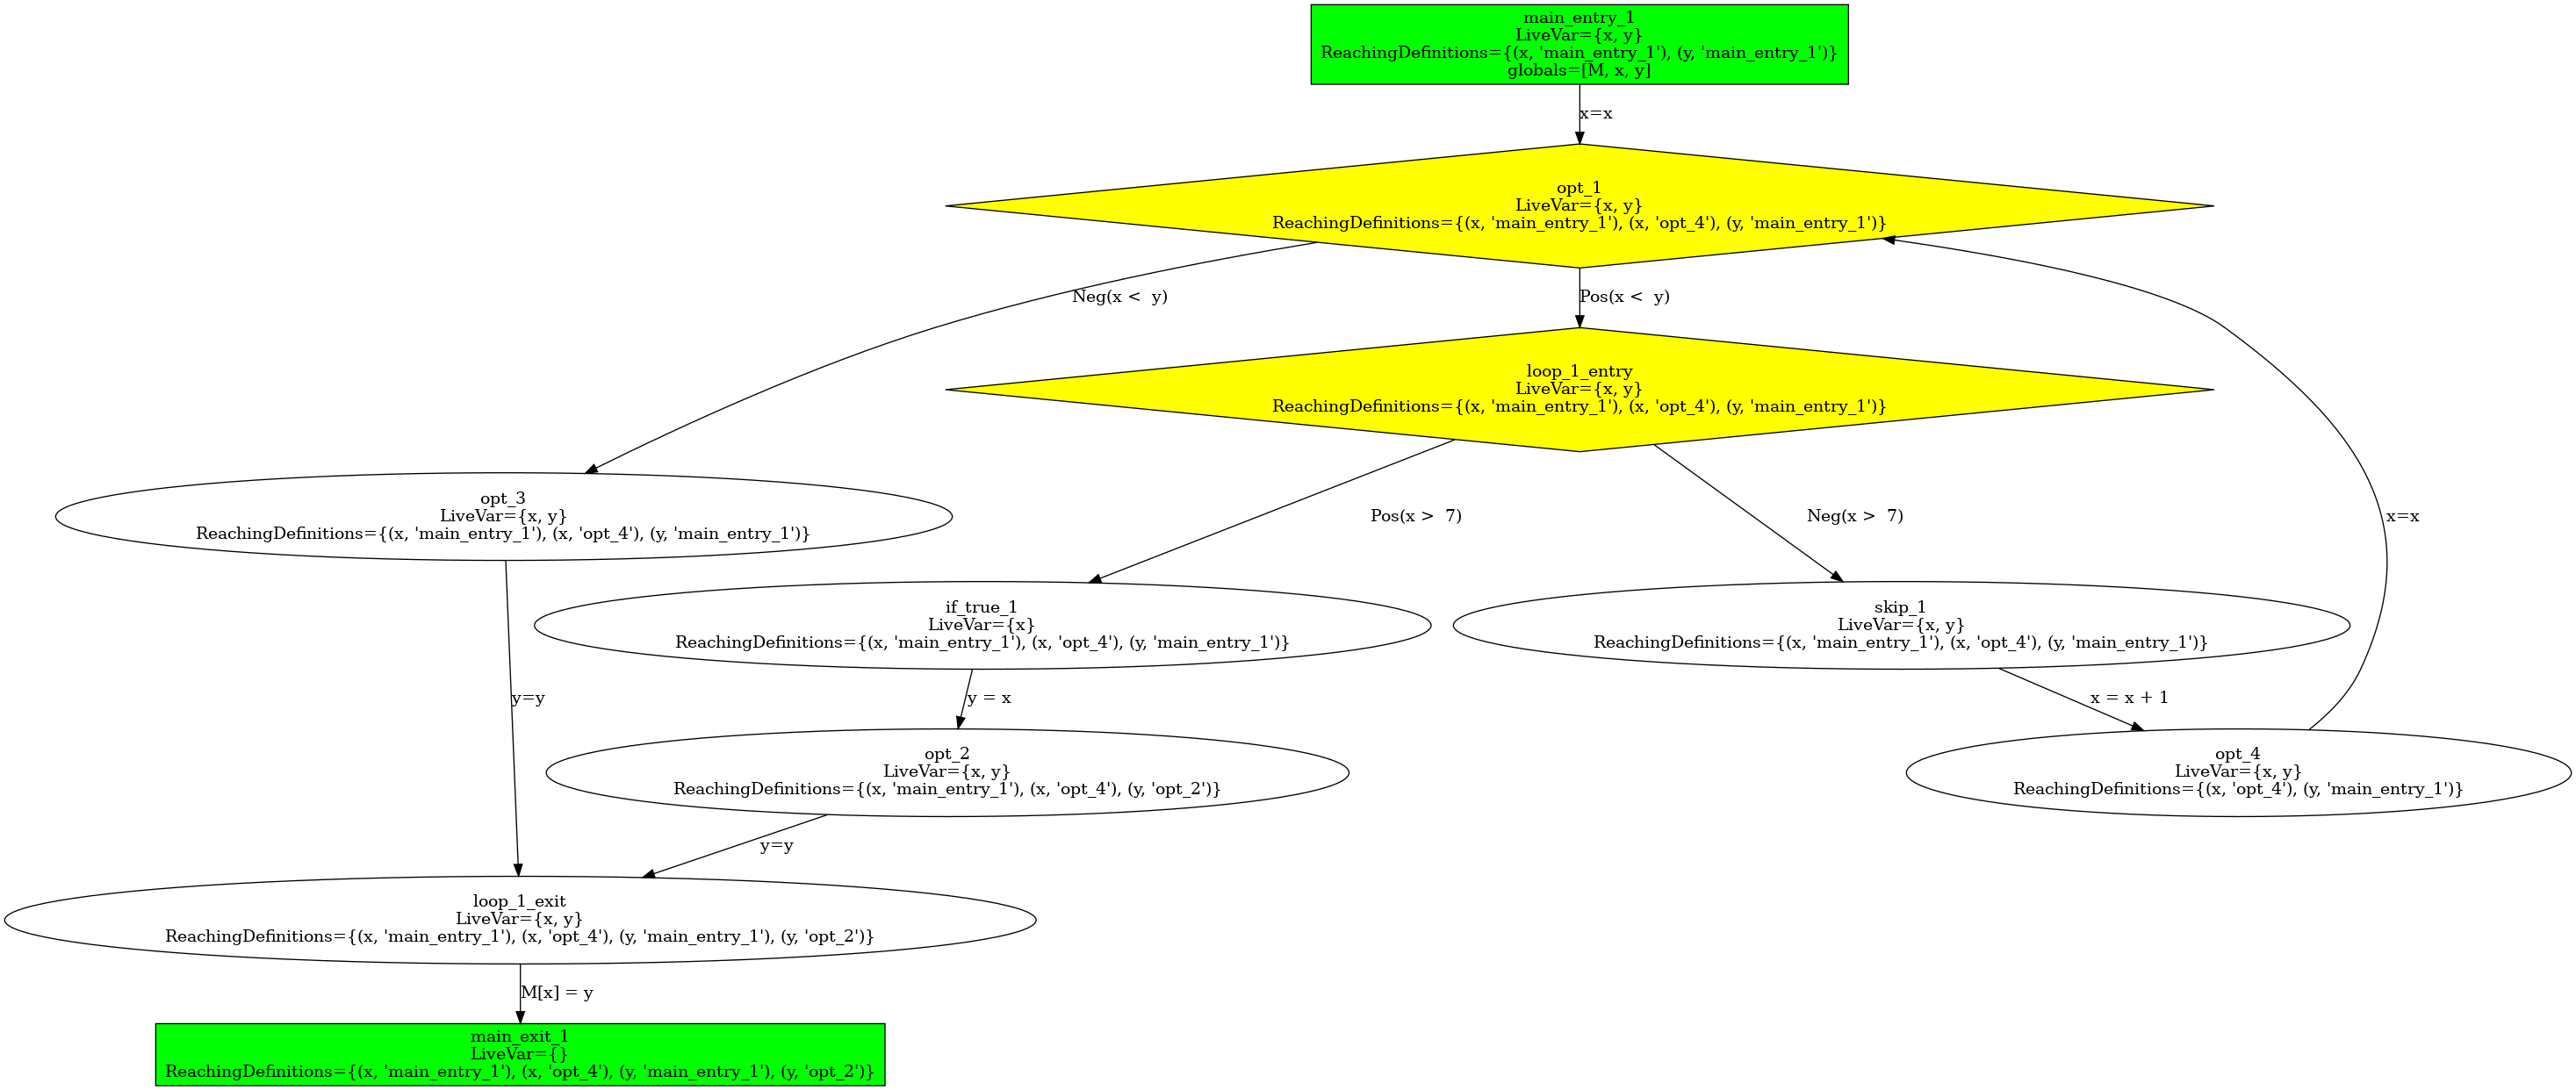 main_entry_1
LiveVar={x, y}
ReachingDefinitions={(x, 'main_entry_1'), (y, 'main_entry_1')}
globals=[M, x, y]
x=x
opt_1
LiveVar={x, y}
ReachingDefinitions={(x, 'main_entry_1'), (x, 'opt_4'), (y, 'main_entry_1')}
Neg(x <  y)
Pos(x <  y)
loop_1_entry
LiveVar={x, y}
ReachingDefinitions={(x, 'main_entry_1'), (x, 'opt_4'), (y, 'main_entry_1')}
opt_3
LiveVar={x, y}
ReachingDefinitions={(x, 'main_entry_1'), (x, 'opt_4'), (y, 'main_entry_1')}
Pos(x >  7)
Neg(x >  7)
x=x
if_true_1
LiveVar={x}
ReachingDefinitions={(x, 'main_entry_1'), (x, 'opt_4'), (y, 'main_entry_1')}
skip_1
LiveVar={x, y}
ReachingDefinitions={(x, 'main_entry_1'), (x, 'opt_4'), (y, 'main_entry_1')}
y=y
y = x
x = x + 1
opt_2
LiveVar={x, y}
ReachingDefinitions={(x, 'main_entry_1'), (x, 'opt_4'), (y, 'opt_2')}
opt_4
LiveVar={x, y}
ReachingDefinitions={(x, 'opt_4'), (y, 'main_entry_1')}
y=y
loop_1_exit
LiveVar={x, y}
ReachingDefinitions={(x, 'main_entry_1'), (x, 'opt_4'), (y, 'main_entry_1'), (y, 'opt_2')}
M[x] = y
main_exit_1
LiveVar={}
ReachingDefinitions={(x, 'main_entry_1'), (x, 'opt_4'), (y, 'main_entry_1'), (y, 'opt_2')}